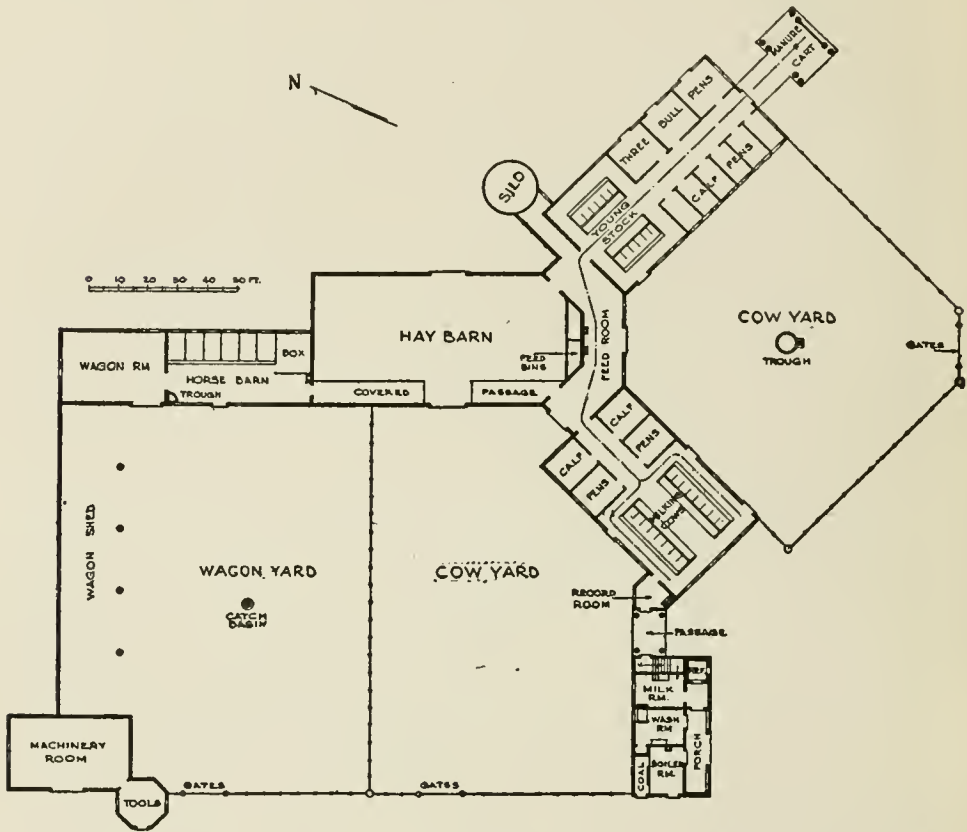 MANURE
CART
N
PENS
BULL
THREE
SILO
YOUNG
STOCK
CALF
PENS
0 10 20 30 40 50 FT.
HAY BARN
COW YARD
TROUGH
GATES
FEED ROOM
FEED
BINS
WAGON RM
BOX
HORSE BARN
TROUGH
COVERED
PASSAGE
CALF
PENS
CALF
PENS
MILKING
COWS
WAGON SHED
WAGON YARD
CATCH
BASIN
COW YARD
RECORD
ROOM
PASSAGE
REF.
MILK
RM.
WASH
RM
PORCH
COAL
BOILER
RM.
MACHINERY
ROOM
TOOLS
GATES
GATES